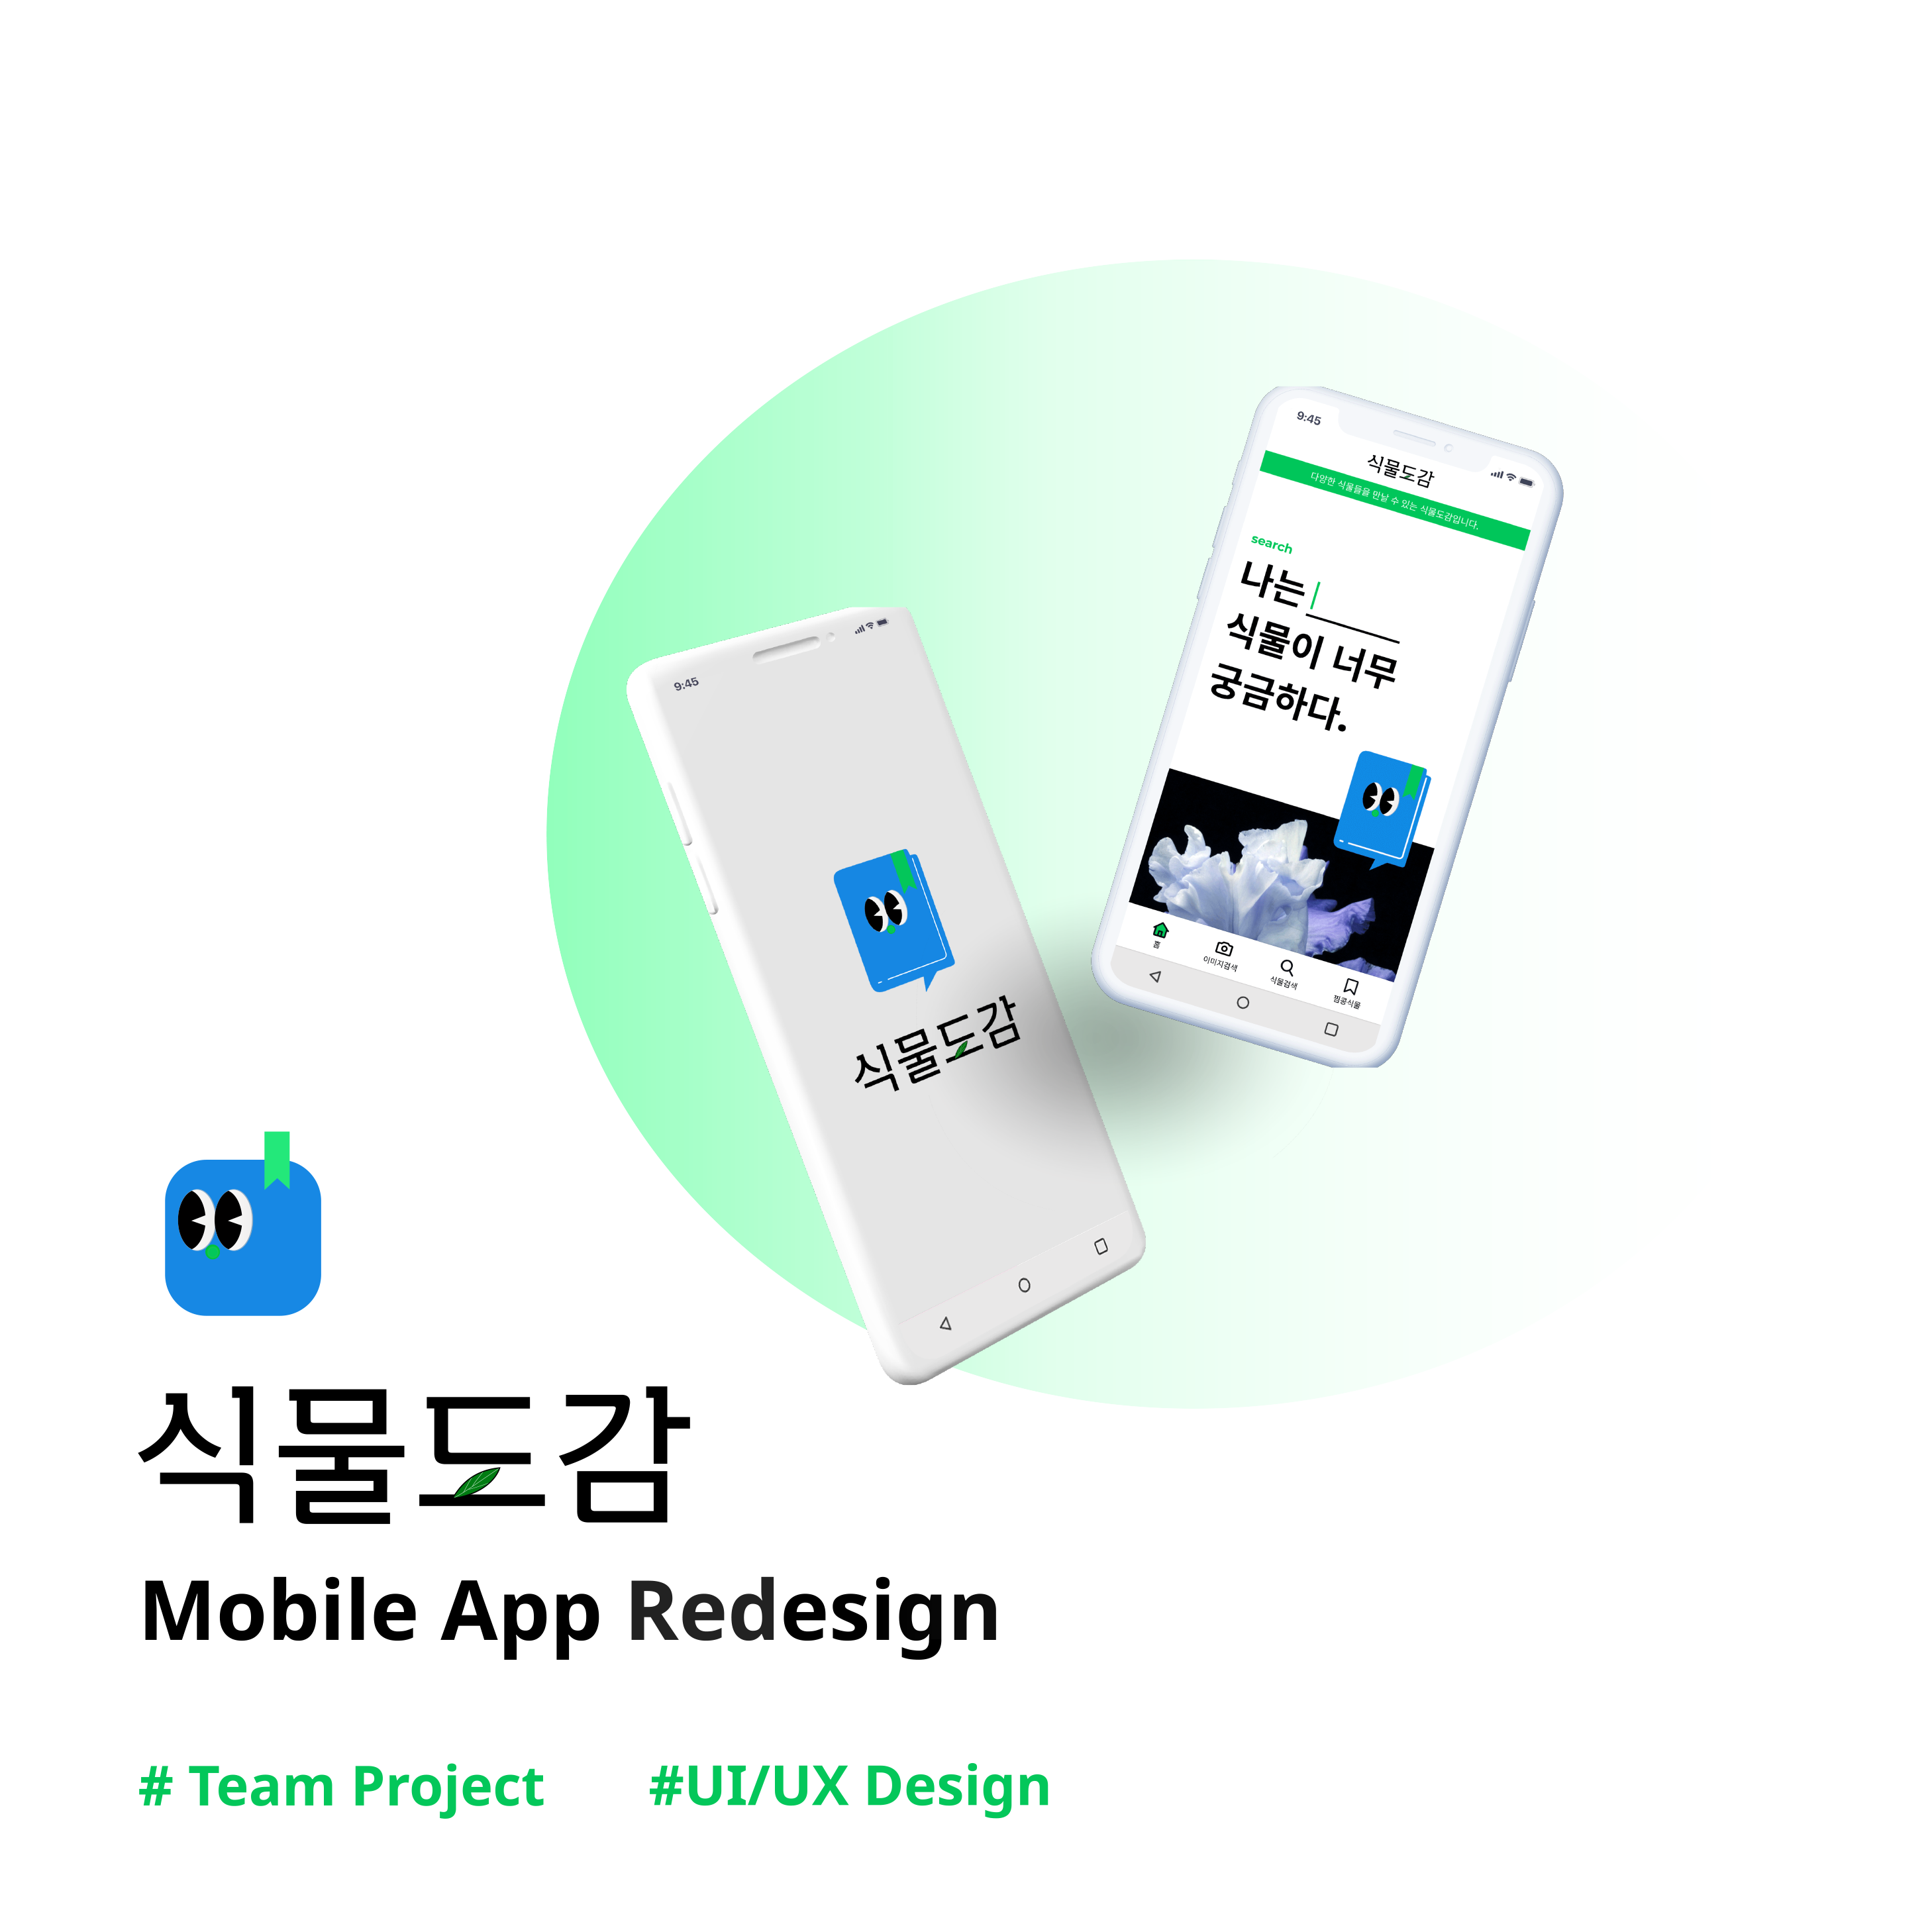 9:45
식물도감
다양한 식물들을 만날 수 있는 식물도감입니다.
search
나는
식물이 너무
궁금하다.
홈
이미지검색
식물검색
찜콩식물
9:45
식물도감
식물도감
Mobile App Redesign
# Team Project #UI/UX Design